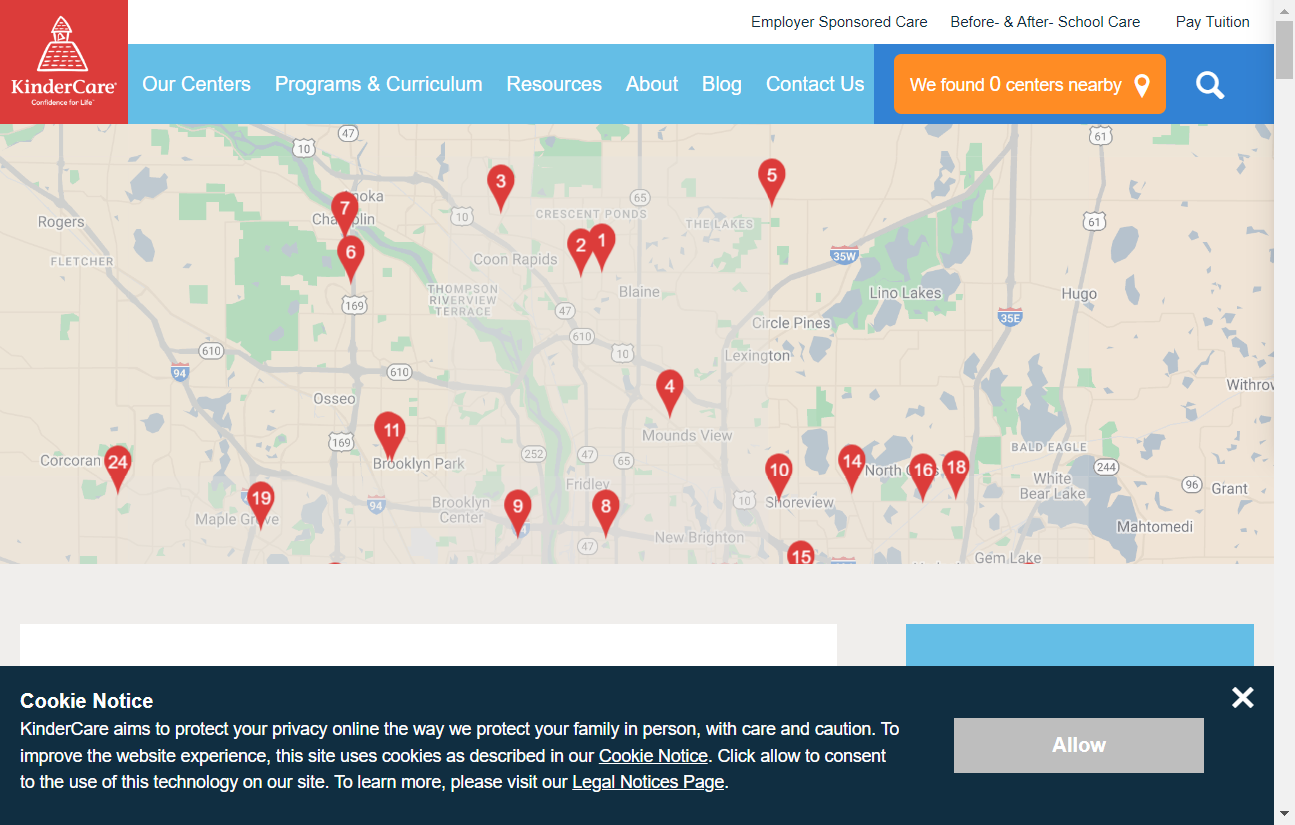 Employer Sponsored Care
Before- & After- School Care
Pay Tuition
KinderCare
Confidence for Life
Our Centers
Programs & Curriculum
Resources
About
Blog
Contact Us
We found 0 centers nearby
47
10
61
3
5
65
7
6
Rogers
10
CRESCENT PONDS
THE LAKES
61
2
1
FLETCHER
Coon Rapids
35W
THOMPSON
RIVERVIEW
TERRACE
Blaine
Lino Lakes
Hugo
169
47
Circle Pines
35E
610
610
10
Lexington
94
610
4
Osseo
11
Mounds View
169
BALD EAGLE
Corcoran
24
Brooklyn Park
252
47
65
10
14
North
16
18
244
Fridley
White
Bear Lake
96
Grant
19
Maple Grove
94
Brooklyn
Center
9
8
10
Shoreview
Mahtomedi
47
New Brighton
15
Gem Lake
Cookie Notice
KinderCare aims to protect your privacy online the way we protect your family in person, with care and caution. To
improve the website experience, this site uses cookies as described in our Cookie Notice. Click allow to consent
to the use of this technology on our site. To learn more, please visit our Legal Notices Page.
Allow